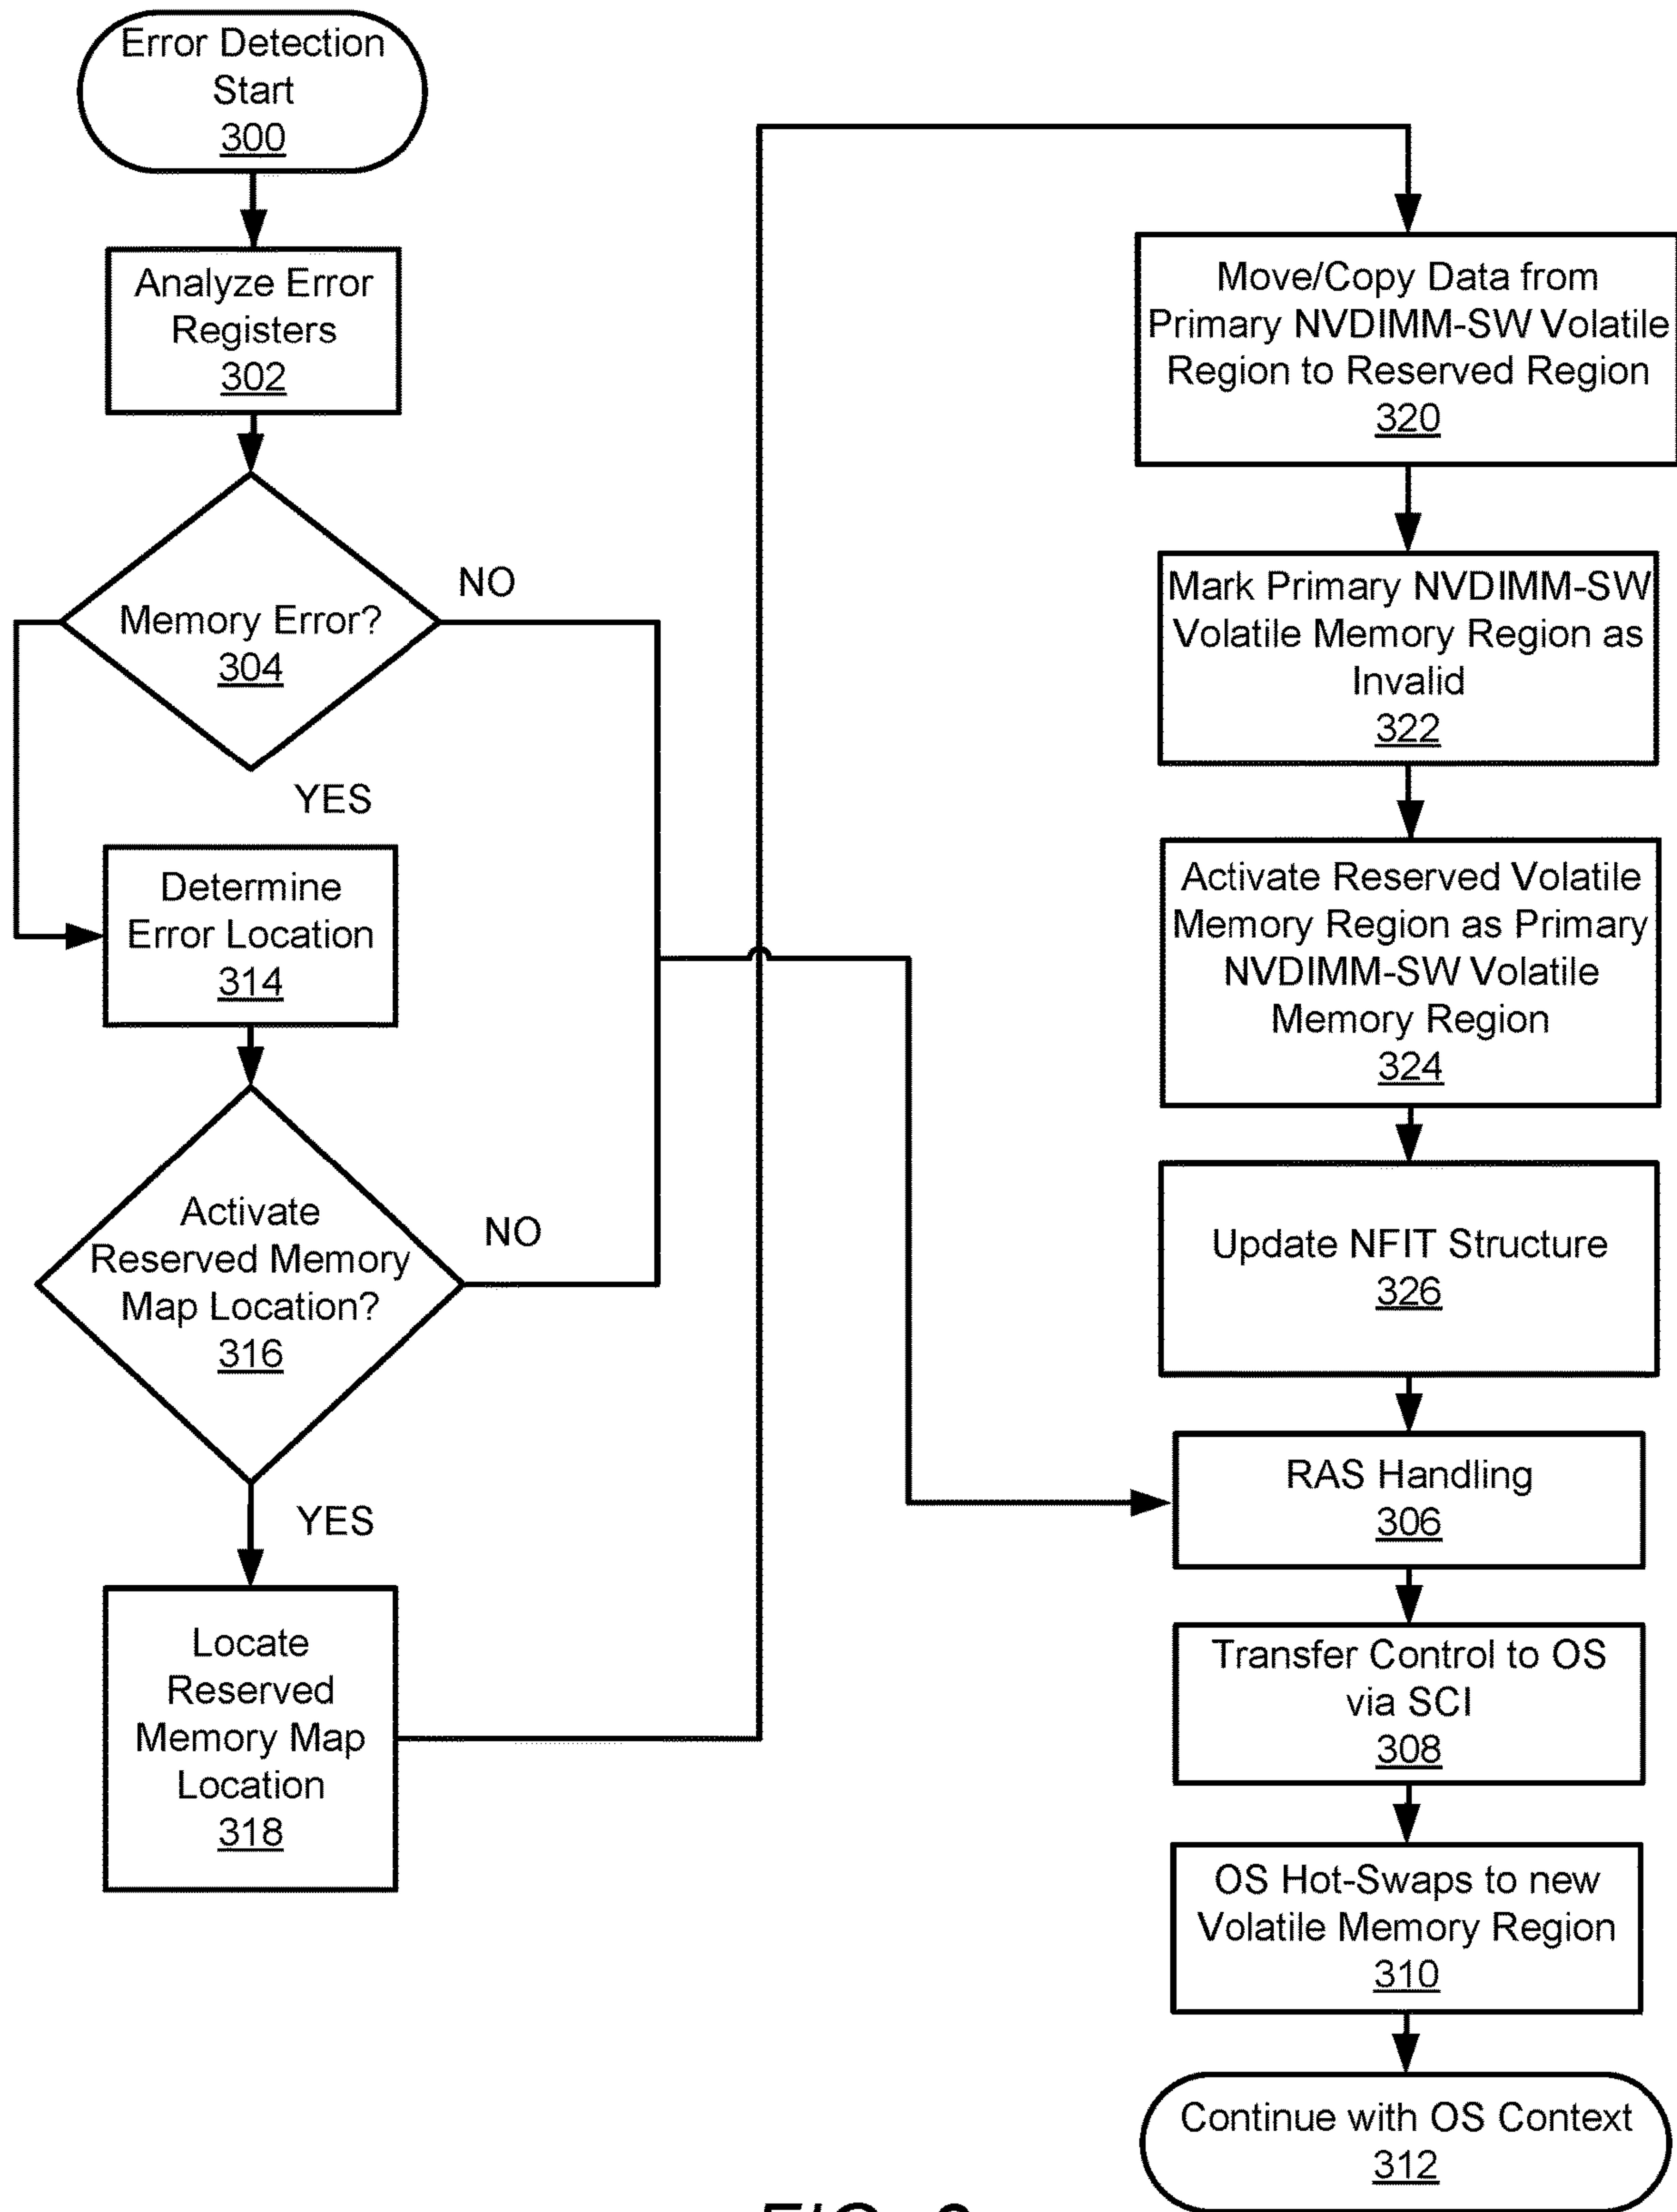 Error Detection
Start
300
Analyze Error
Registers
302
Memory Error?
304
NO
YES
Determine
Error Location
314
Activate
Reserved Memory
Map Location?
316
NO
YES
Locate
Reserved
Memory Map
Location
318
Move/Copy Data from
Primary NVDIMM-SW Volatile
Region to Reserved Region
320
Mark Primary NVDIMM-SW
Volatile Memory Region as
Invalid
322
Activate Reserved Volatile
Memory Region as Primary
NVDIMM-SW Volatile
Memory Region
324
Update NFIT Structure
326
RAS Handling
306
Transfer Control to OS
via SCI
308
OS Hot-Swaps to new
Volatile Memory Region
310
Continue with OS Context
312